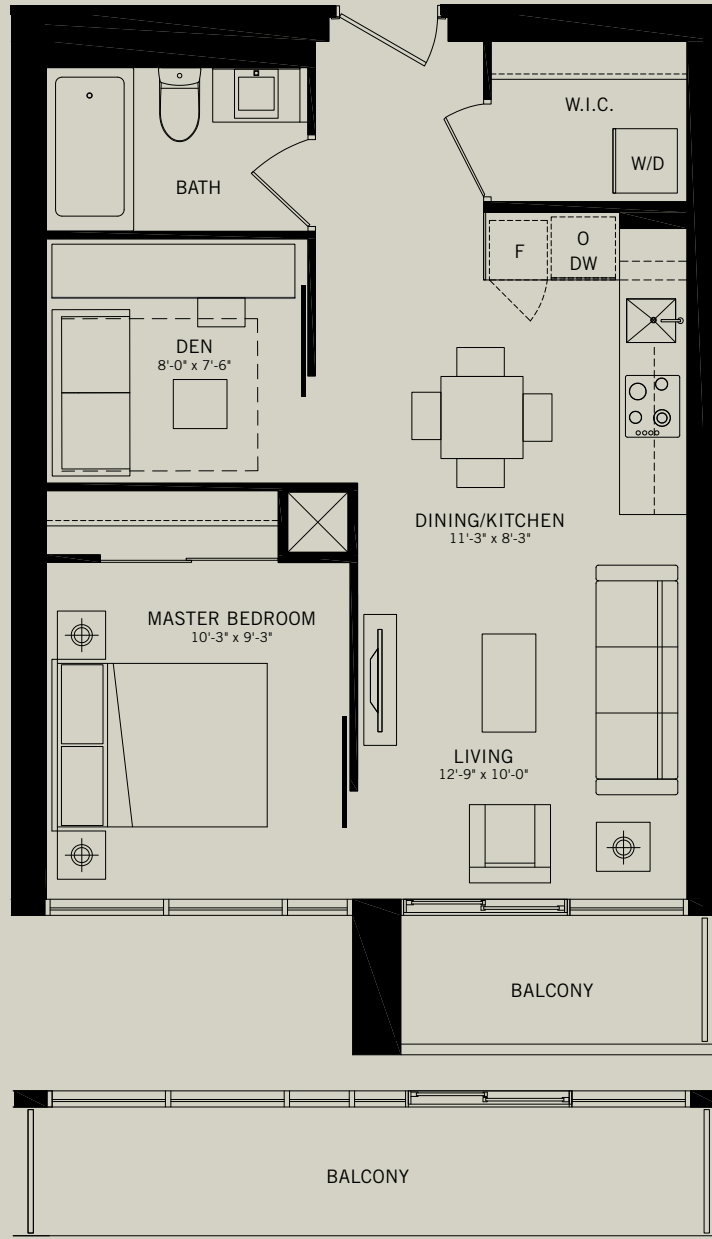 W.I.C.
W/D
BATH
F
O
DW
DEN
8'-0" x 7'-6"
DINING/KITCHEN
11'-3" x 8'-3"
MASTER BEDROOM
10'-3" x 9'-3"
LIVING
12'-9" x 10'-0"
BALCONY
BALCONY